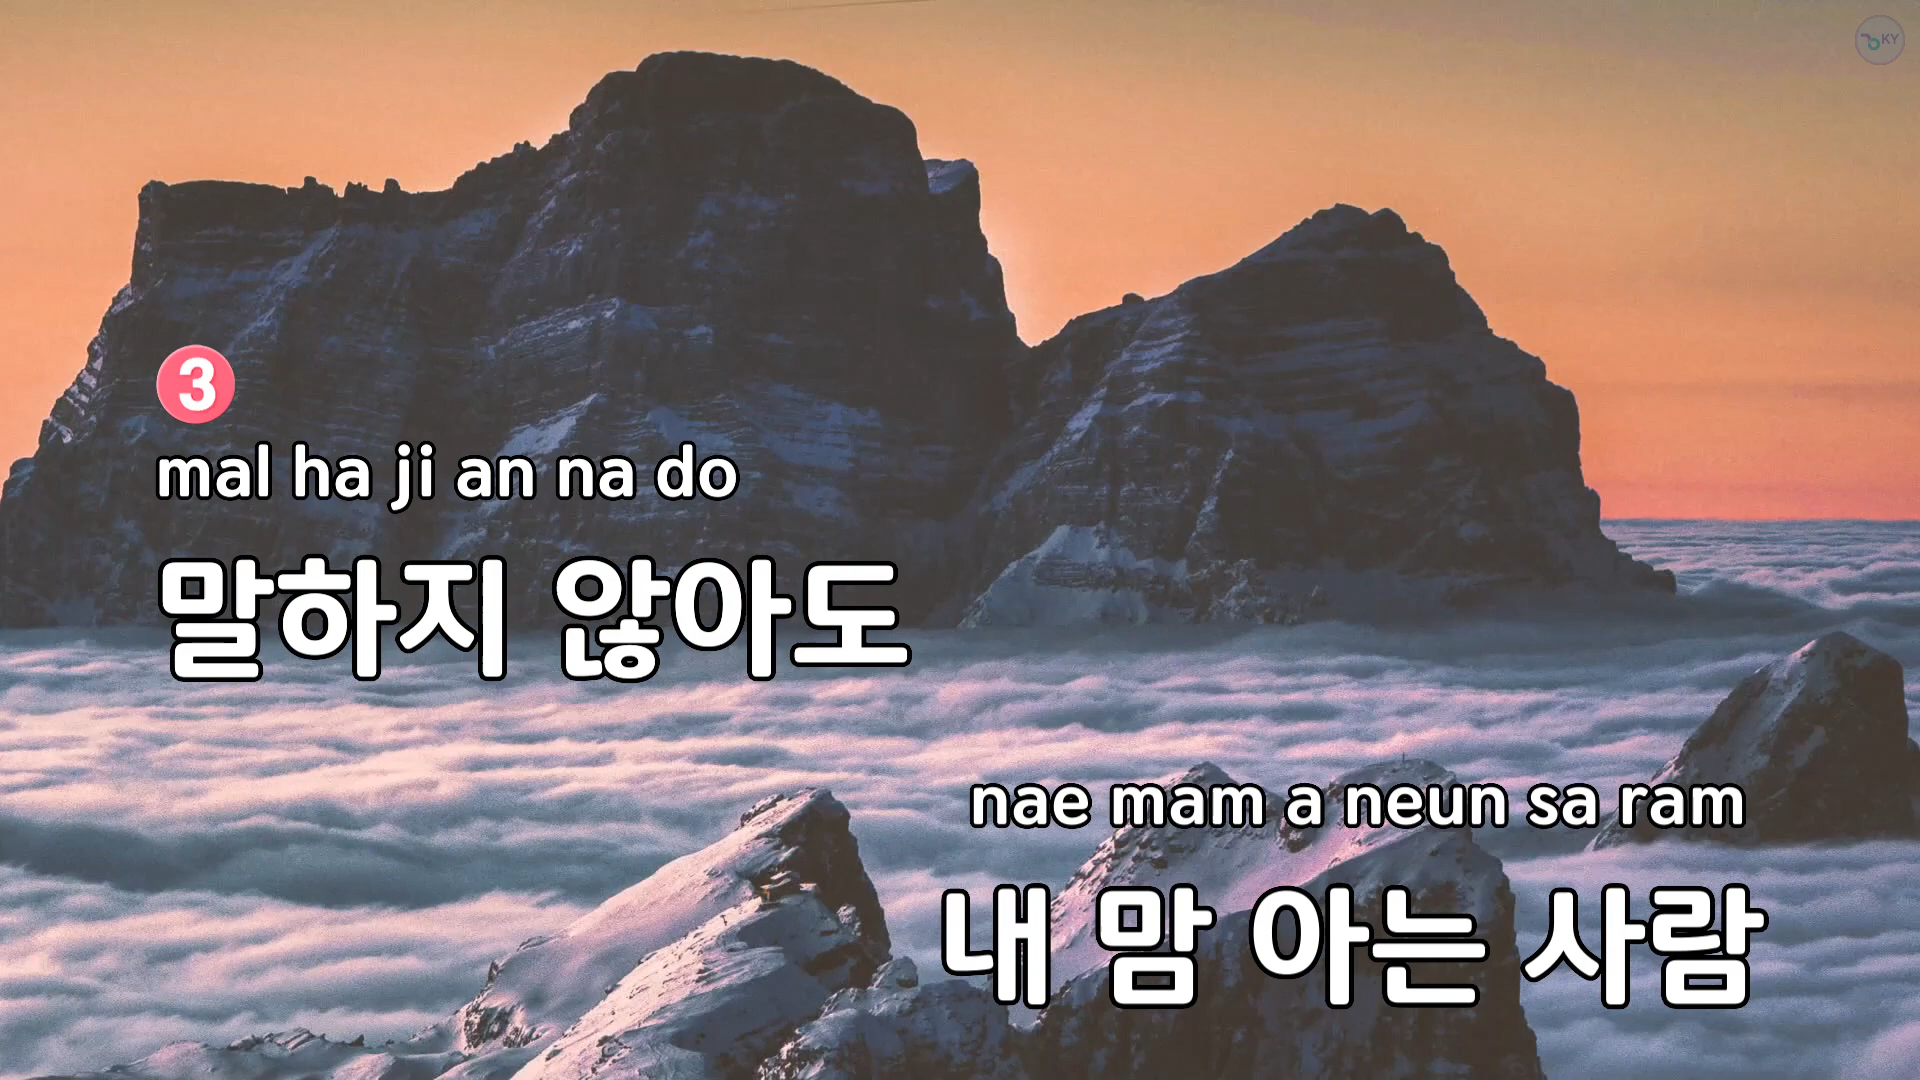 KY
3
mal ha ji an na do
말하지 않아도
nae mam a neun sa ram
내 맘 아는 사람